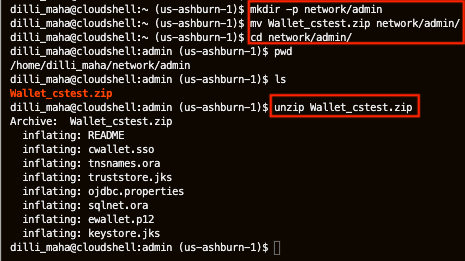 dilli_maha@cloudshell:~ (us-ashburn-1)$ mkdir -p network/admin
dilli_maha@cloudshell:~ (us-ashburn-1)$ mv Wallet_cstest.zip network/admin/
dilli_maha@cloudshell:~ (us-ashburn-1)$ cd network/admin/
dilli_maha@cloudshell:admin (us-ashburn-1)$ pwd
/home/dilli_maha/network/admin
dilli_maha@cloudshell:admin (us-ashburn-1)$ ls
Wallet_cstest.zip
dilli_maha@cloudshell:admin (us-ashburn-1)$ unzip Wallet_cstest.zip
Archive:  Wallet_cstest.zip
  inflating: README
  inflating: cwallet.sso
  inflating: tnsnames.ora
  inflating: truststore.jks
  inflating: ojdbc.properties
  inflating: sqlnet.ora
  inflating: ewallet.p12
  inflating: keystore.jks
dilli_maha@cloudshell:admin (us-ashburn-1)$